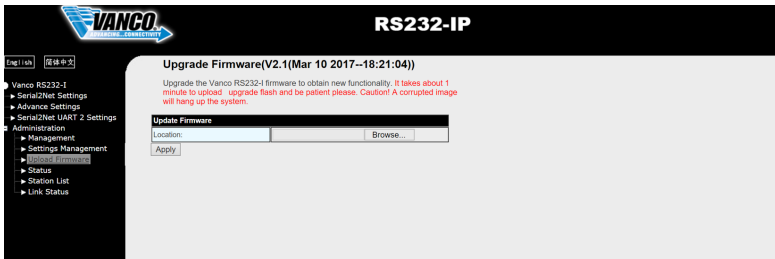 VANCO
ADVANCING...CONNECTIVITY
RS232-IP
English 简体中文
Vanco RS232-I
Serial2Net Settings
Advance Settings
Serial2Net UART 2 Settings
Administration
Management
Settings Management
Upload Firmware
Status
Station List
Link Status
Upgrade Firmware(V2.1(Mar 10 2017--18:21:04))
Upgrade the Vanco RS232-I firmware to obtain new functionality. It takes about 1
minute to upload upgrade flash and be patient please. Caution! A corrupted image
will hang up the system.
Update Firmware
Location: Browse...
Apply